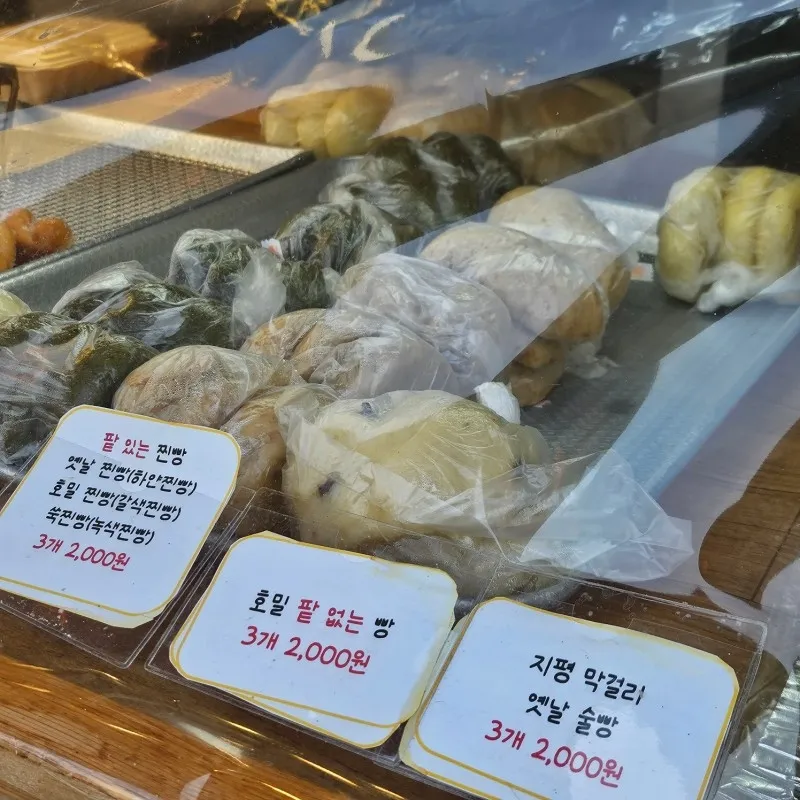 팥 있는 찐빵
옛날 찐빵(하얀찐빵)
호밀 찐빵(갈색찐빵)
쑥찐빵(녹색찐빵)
3개 2,000원
호밀 팥 없는 빵
3개 2,000원
지평 막걸리
옛날 술빵
3개 2,000원